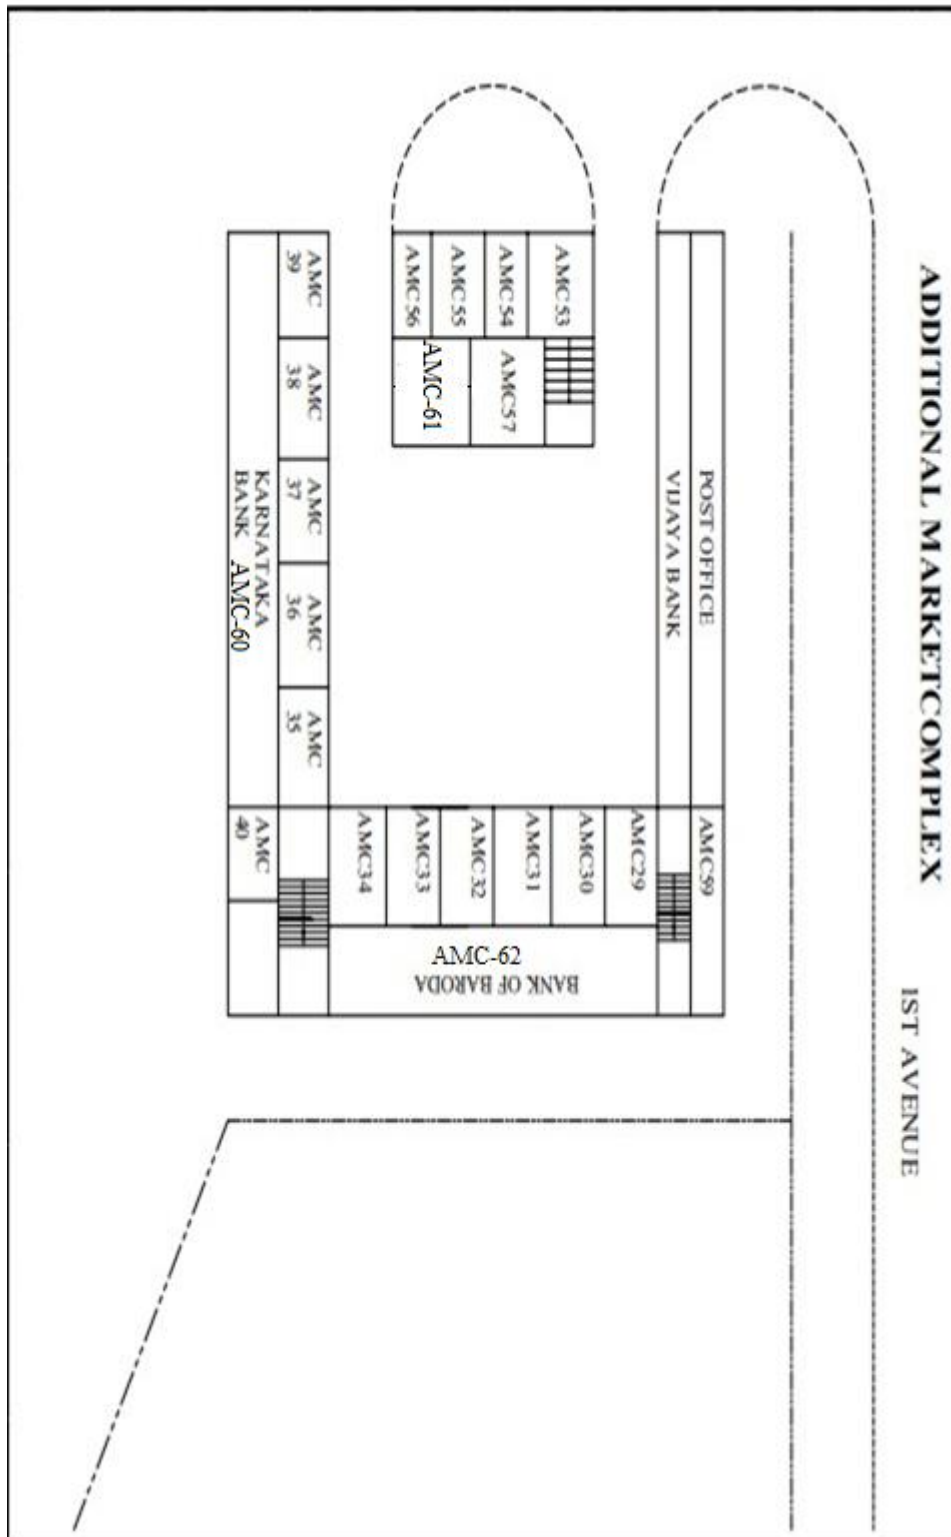 ADDITIONAL MARKETCOMPLEX
1ST AVENUE
POST OFFICE
VIJAYA BANK
AMC59
AMC53
AMC54
AMC55
AMC56
AMC57
AMC-61
AMC
39
AMC
38
AMC
37
AMC
36
AMC
35
KARNATAKA
BANK AMC-60
AMC
40
AMC29
AMC30
AMC31
AMC32
AMC33
AMC34
AMC-62
BANK OF BARODA